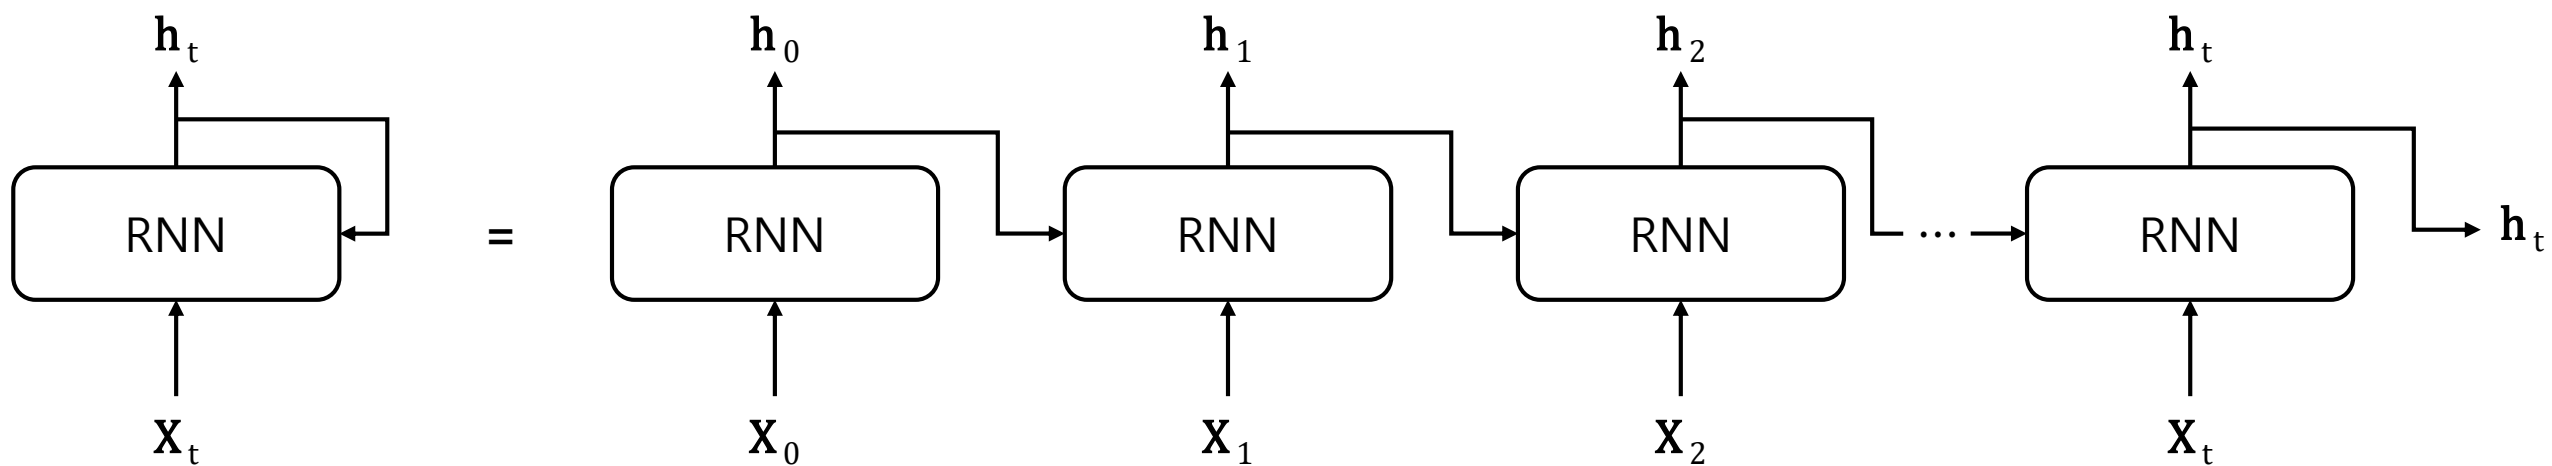 h t h 0 h 1 h 2 h t
RNN = RNN RNN RNN ... RNN h t
x t x 0 x 1 x 2 x t